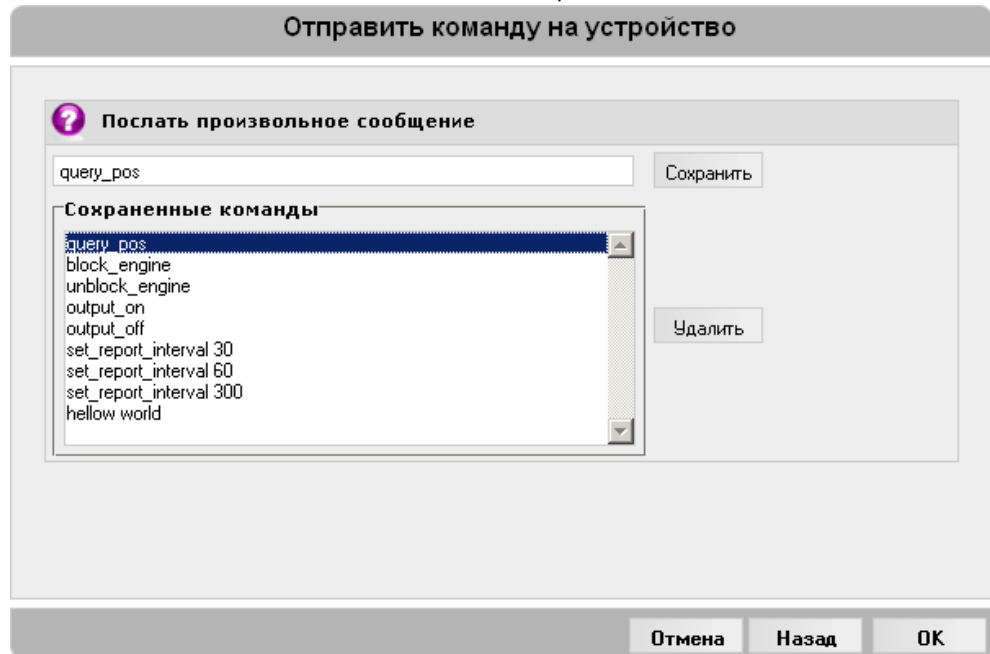 Отправить команду на устройство
Послать произвольное сообщение
query_pos
Сохранить
Сохраненные команды
query_pos
block_engine
unblock_engine
output_on
output_off
set_report_interval 30
set_report_interval 60
set_report_interval 300
hellow world
Удалить
Отмена
Назад
OK